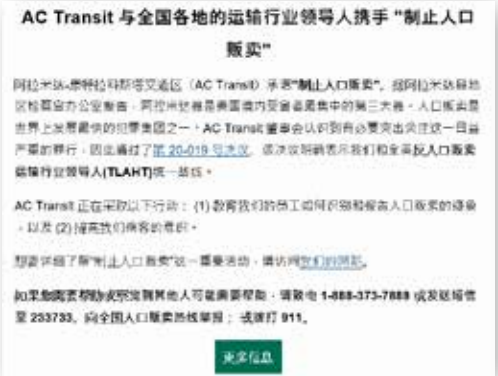 AC Transit 与全国各地的运输行业领导人携手 "制止人口
贩卖"
阿拉米达-康特拉科斯塔交通区（AC Transit）承诺"制止人口贩卖"。据阿拉米达县地
区检察官办公室报告，阿拉米达县是美国境内受害者最集中的第三大县。人口贩卖是
世界上发展最快的犯罪集团之一，AC Transit 董事会认识到有必要突出关注这一日益
严重的罪行，因此通过了第 20-019 号决议，该决议明确表示我们和全美反人口贩卖
运输行业领导人(TLAHT)统一战线。
AC Transit 正在采取以下行动：(1) 教育我们的员工如何识别和报告人口贩卖的迹象
，以及 (2) 提高我们乘客的意识。
想要详细了解"制止人口贩卖"这一重要活动，请访问我们的网页。
如果您需要帮助或察觉到其他人可能需要帮助，请致电 1-888-373-7888 或发送短信
至 233733，向全国人口贩卖热线举报；或拨打 911。
更多信息